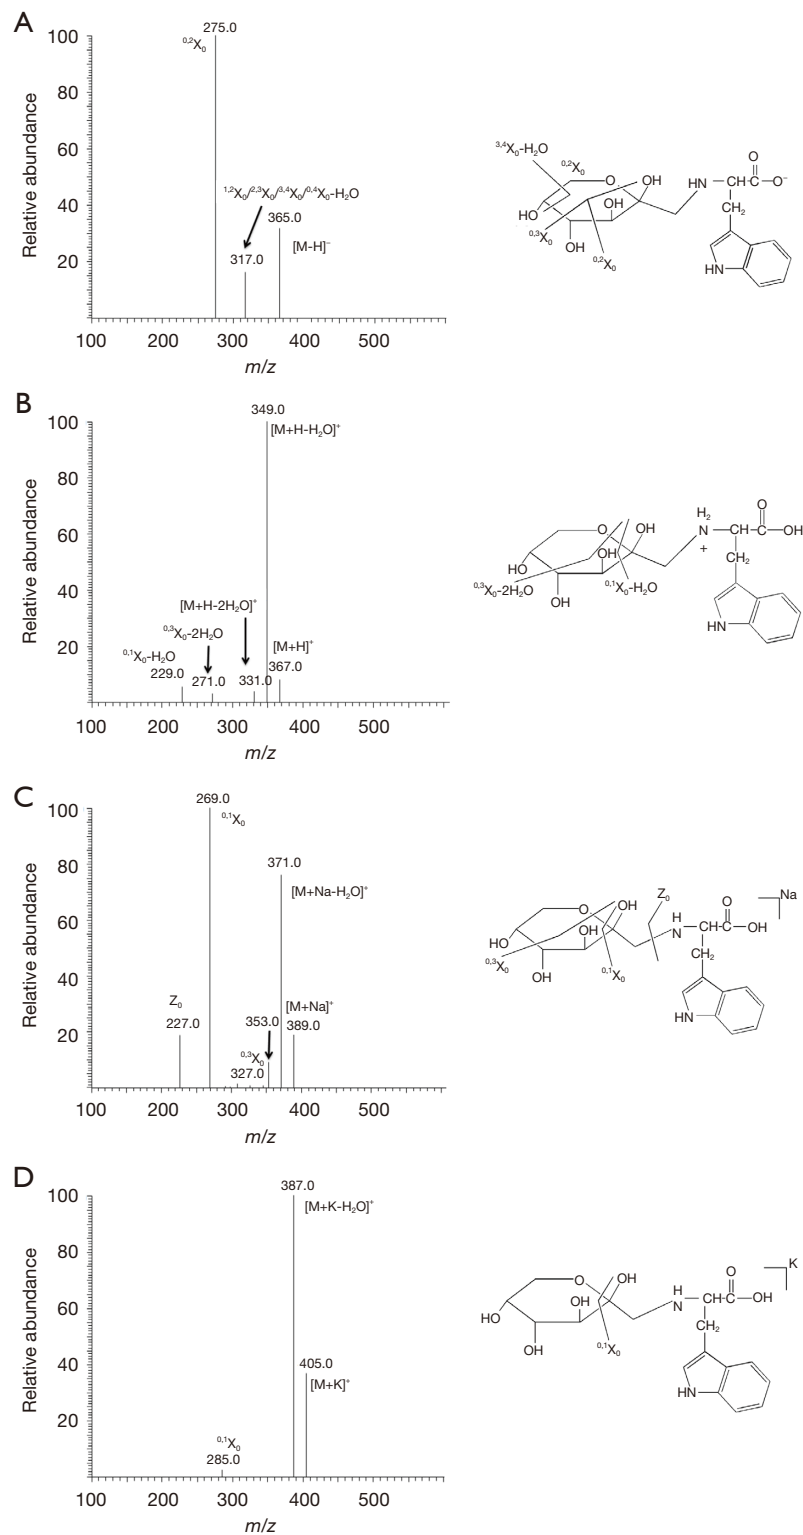 A
275.0
⁰,²X₀
100
80
60
40
20
Relative abundance
¹,²X₀/²,³X₀/³,⁴X₀/⁰,⁴X₀-H₂O
365.0
317.0
[M-H]⁻
100 200 300 400 500
m/z
³,⁴X₀-H₂O
⁰,²X₀
O OH HN CH C O⁻
O
HO OH CH₂
⁰,³X₀
OH
⁰,²X₀
HN
B
349.0
100
[M+H-H₂O]⁺
80
60
40
20
Relative abundance
[M+H-2H₂O]⁺
⁰,³X₀-2H₂O
[M+H]⁺
⁰,¹X₀-H₂O
229.0 271.0 331.0 367.0
100 200 300 400 500
m/z
H₂ O
O OH N CH C OH
+
OH CH₂
HO
⁰,³X₀-2H₂O ⁰,¹X₀-H₂O
OH
HN
C
269.0
100
⁰,¹X₀
371.0
80
[M+Na-H₂O]⁺
60
40
20
Relative abundance
Z₀
[M+Na]⁺
227.0 353.0 389.0
⁰,³X₀
327.0
100 200 300 400 500
m/z
Z₀ O Na
O OH H CH C OH
N
OH CH₂
HO
⁰,³X₀ ⁰,¹X₀
OH
HN
D
387.0
100
[M+K-H₂O]⁺
80
60
40
20
Relative abundance
405.0
[M+K]⁺
⁰,¹X₀
285.0
100 200 300 400 500
m/z
O K
O OH H CH C OH
N
OH CH₂
HO
⁰,¹X₀
OH
HN